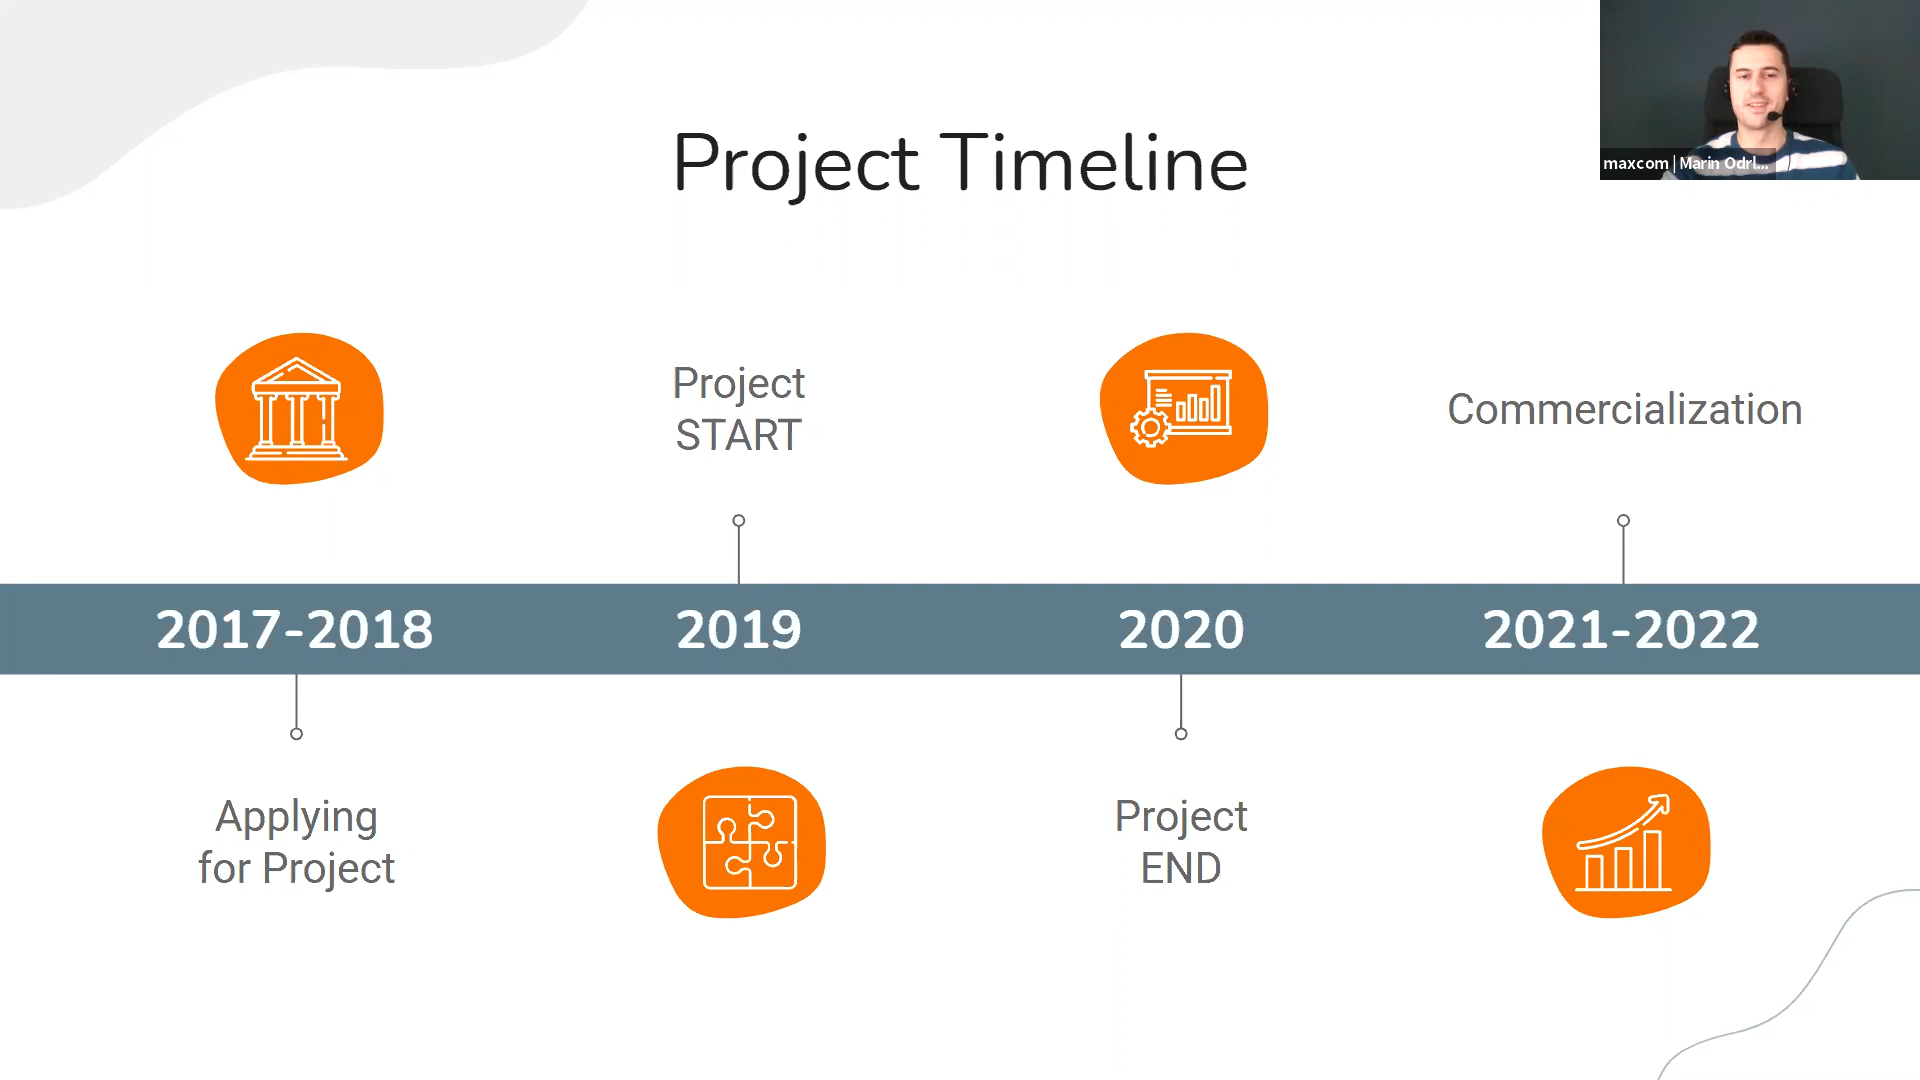 Project Timeline
maxcom | Marin Odrl...
Project
START
Commercialization
2017-2018
2019
2020
2021-2022
Applying
for Project
Project
END